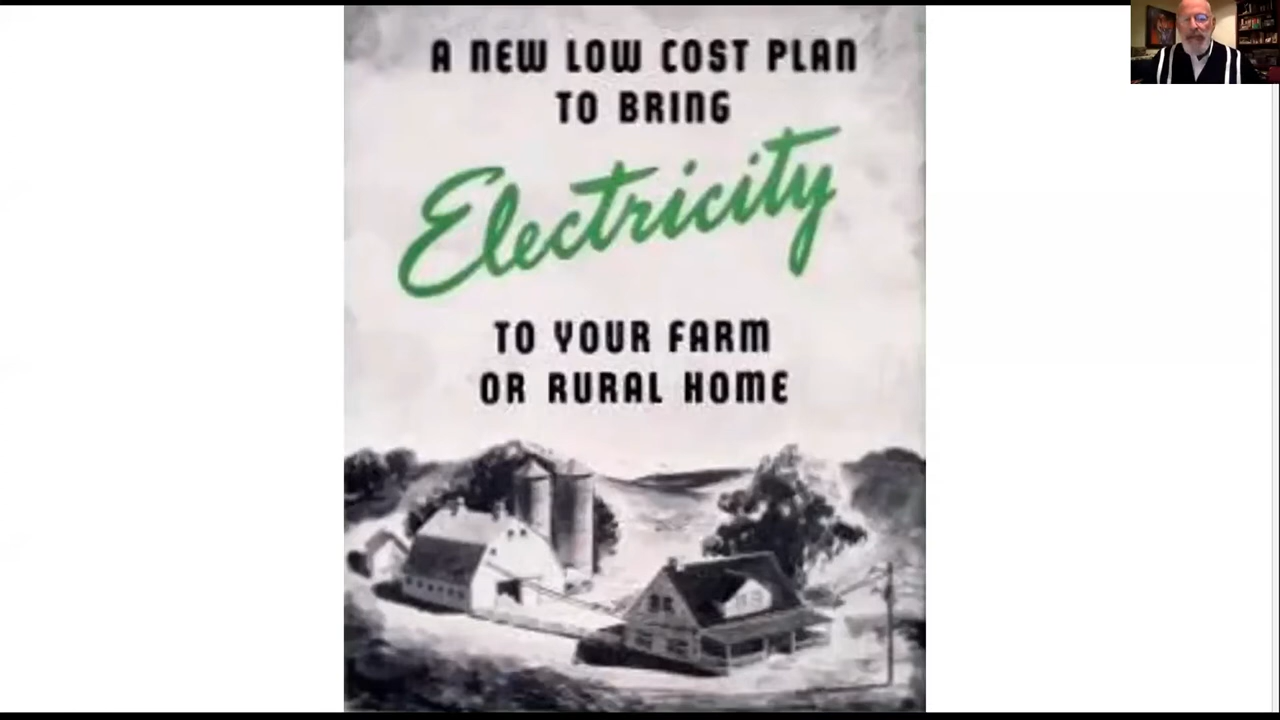 A NEW LOW COST PLAN
TO BRING
Electricity
TO YOUR FARM
OR RURAL HOME